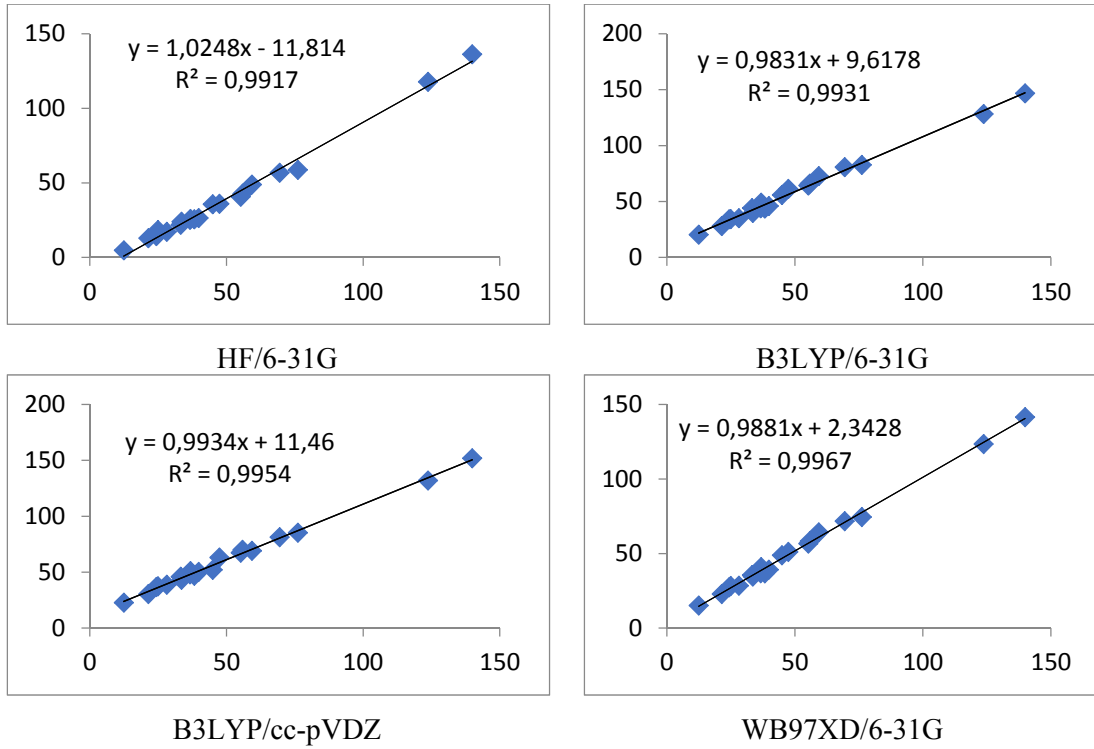 150
100
50
0
y = 1,0248x - 11,814
R² = 0,9917
0 50 100 150
HF/6-31G
200
150
100
50
0
y = 0,9831x + 9,6178
R² = 0,9931
0 50 100 150
B3LYP/6-31G
200
150
100
50
0
y = 0,9934x + 11,46
R² = 0,9954
0 50 100 150
B3LYP/cc-pVDZ
150
100
50
0
y = 0,9881x + 2,3428
R² = 0,9967
0 50 100 150
WB97XD/6-31G